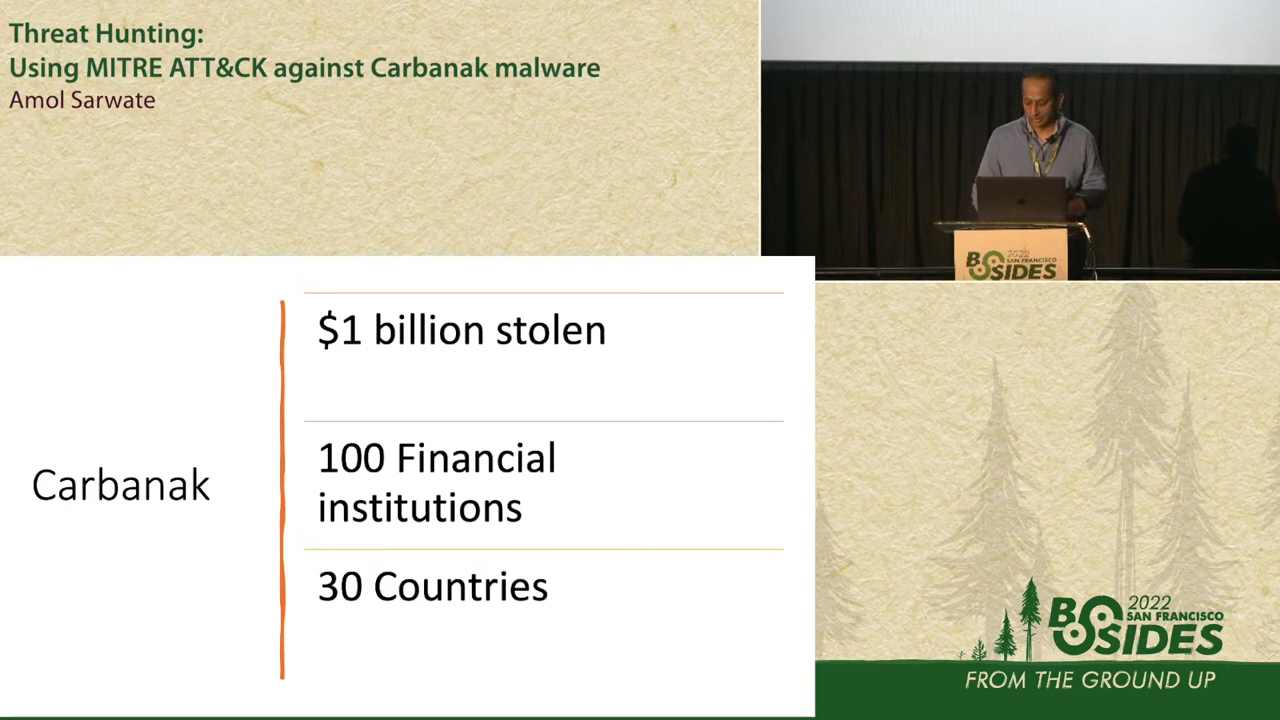 Threat Hunting:
Using MITRE ATT&CK against Carbanak malware
Amol Sarwate
2022
SAN FRANCISCO
BSIDES
Carbanak
$1 billion stolen
100 Financial
institutions
30 Countries
2022
SAN FRANCISCO
BSIDES
FROM THE GROUND UP